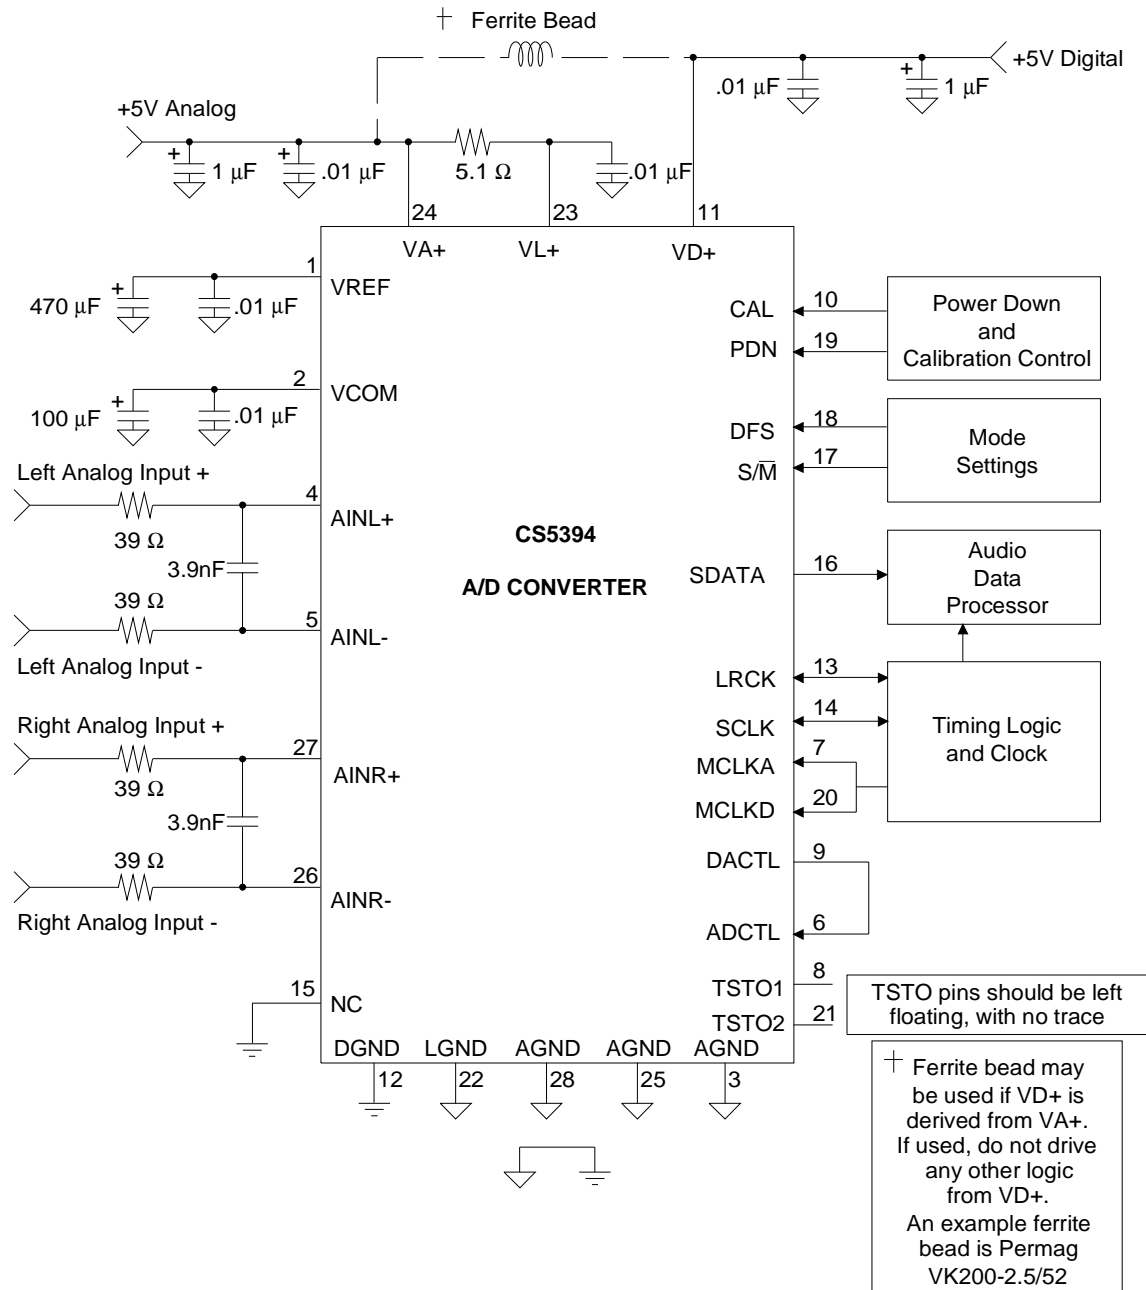 † Ferrite Bead
+5V Digital
.01 µF
+ 1 µF
+5V Analog
+ 1 µF
+ .01 µF
5.1 Ω
.01 µF
24
23
11
VA+
VL+
VD+
1
VREF
+ 470 µF
.01 µF
2
VCOM
+ 100 µF
.01 µF
Left Analog Input +
4
AINL+
39 Ω
3.9nF
39 Ω
5
AINL-
Left Analog Input -
Right Analog Input +
27
AINR+
39 Ω
3.9nF
39 Ω
26
AINR-
Right Analog Input -
15
NC
CS5394
A/D CONVERTER
CAL
10
PDN
19
Power Down
and
Calibration Control
DFS
18
S/M̅
17
Mode
Settings
SDATA
16
Audio
Data
Processor
LRCK
13
SCLK
14
MCLKA
7
MCLKD
20
Timing Logic
and Clock
DACTL
9
ADCTL
6
TSTO1
8
TSTO2
21
TSTO pins should be left
floating, with no trace
DGND
LGND
AGND
AGND
AGND
12
22
28
25
3
† Ferrite bead may
be used if VD+ is
derived from VA+.
If used, do not drive
any other logic
from VD+.
An example ferrite
bead is Permag
VK200-2.5/52